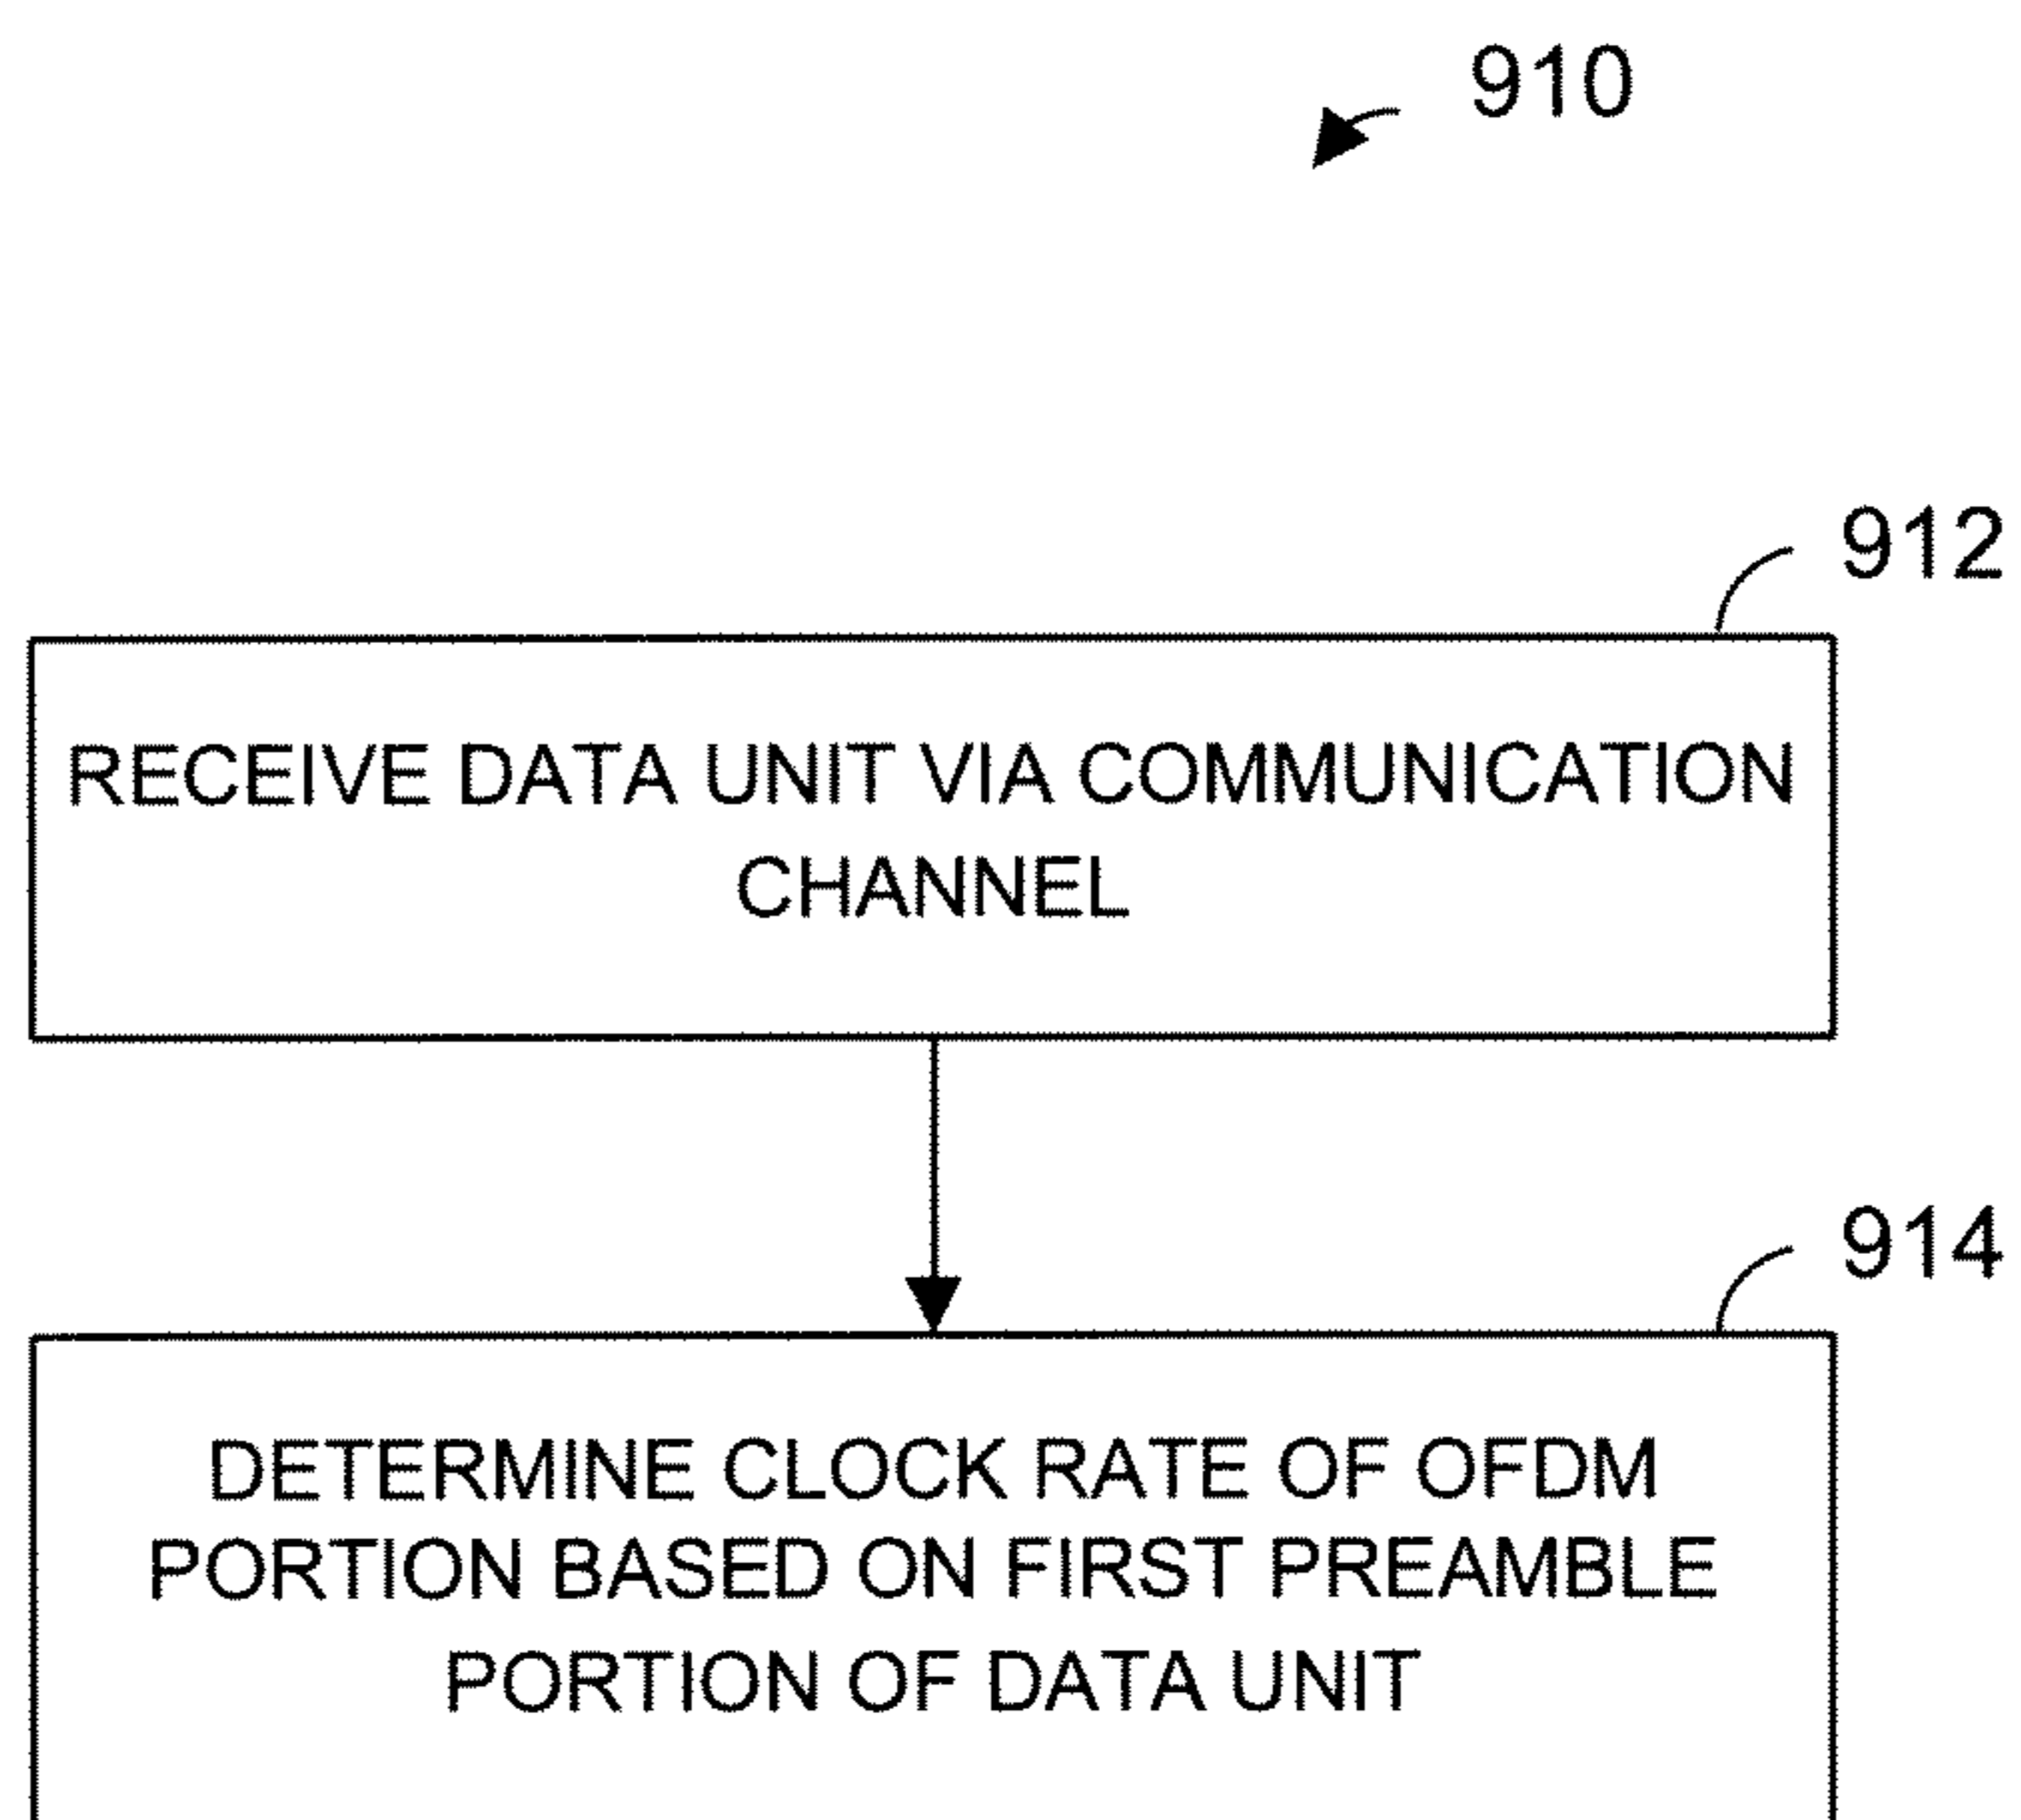 910
912
RECEIVE DATA UNIT VIA COMMUNICATION
CHANNEL
914
DETERMINE CLOCK RATE OF OFDM
PORTION BASED ON FIRST PREAMBLE
PORTION OF DATA UNIT